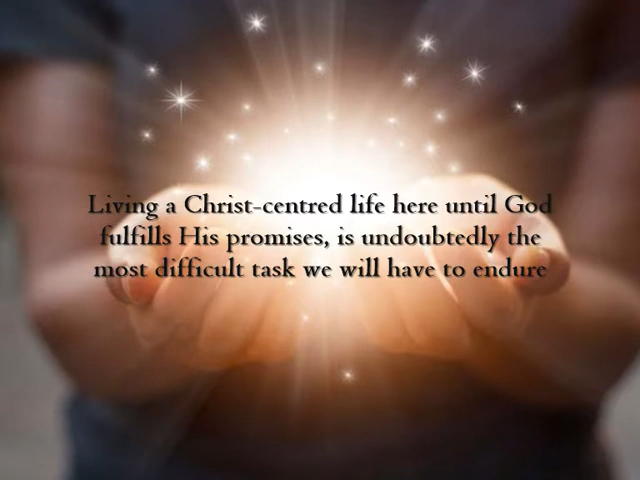 Living a Christ-centred life here until God
fulfills His promises, is undoubtedly the
most difficult task we will have to endure